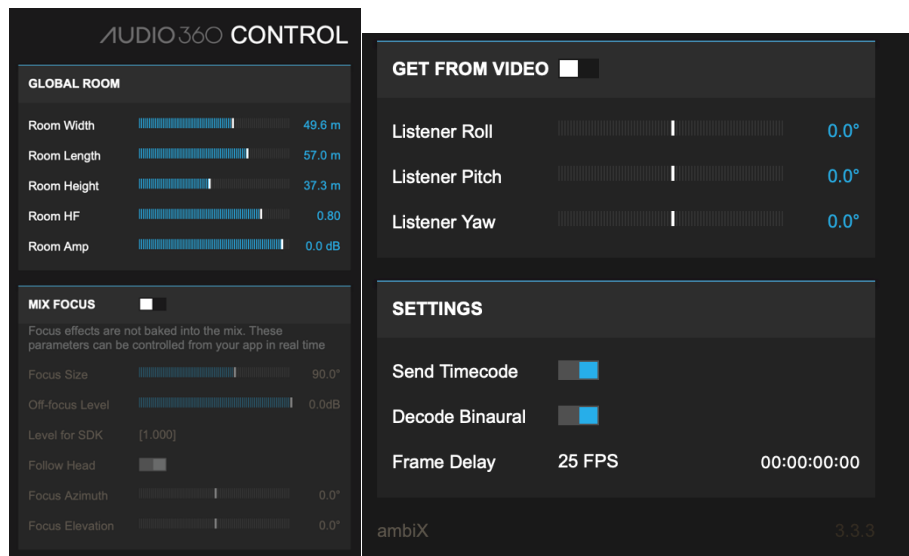 AUDIO360 CONTROL
GLOBAL ROOM
Room Width 49.6 m
Room Length 57.0 m
Room Height 37.3 m
Room HF 0.80
Room Amp 0.0 dB
MIX FOCUS
Focus effects are not baked into the mix. These
parameters can be controlled from your app in real time
Focus Size 90.0°
Off-focus Level 0.0dB
Level for SDK [1.000]
Follow Head
Focus Azimuth 0.0°
Focus Elevation 0.0°
GET FROM VIDEO
Listener Roll 0.0°
Listener Pitch 0.0°
Listener Yaw 0.0°
SETTINGS
Send Timecode
Decode Binaural
Frame Delay 25 FPS 00:00:00:00
ambiX 3.3.3